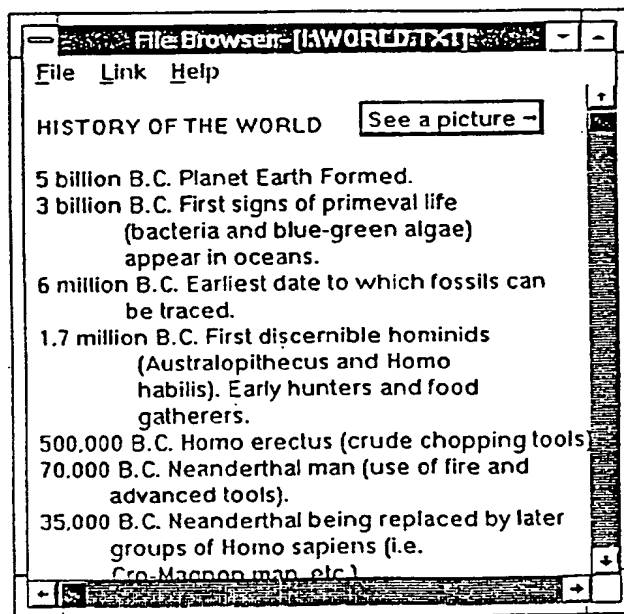 File Browser - [I:\WORLD.TXT]
File Link Help
HISTORY OF THE WORLD See a picture →
5 billion B.C. Planet Earth Formed.
3 billion B.C. First signs of primeval life
(bacteria and blue-green algae)
appear in oceans.
6 million B.C. Earliest date to which fossils can
be traced.
1.7 million B.C. First discernible hominids
(Australopithecus and Homo
habilis). Early hunters and food
gatherers.
500.000 B.C. Homo erectus (crude chopping tools)
70.000 B.C. Neanderthal man (use of fire and
advanced tools).
35.000 B.C. Neanderthal being replaced by later
groups of Homo sapiens (i.e.
Cro-Magnon man, etc.)